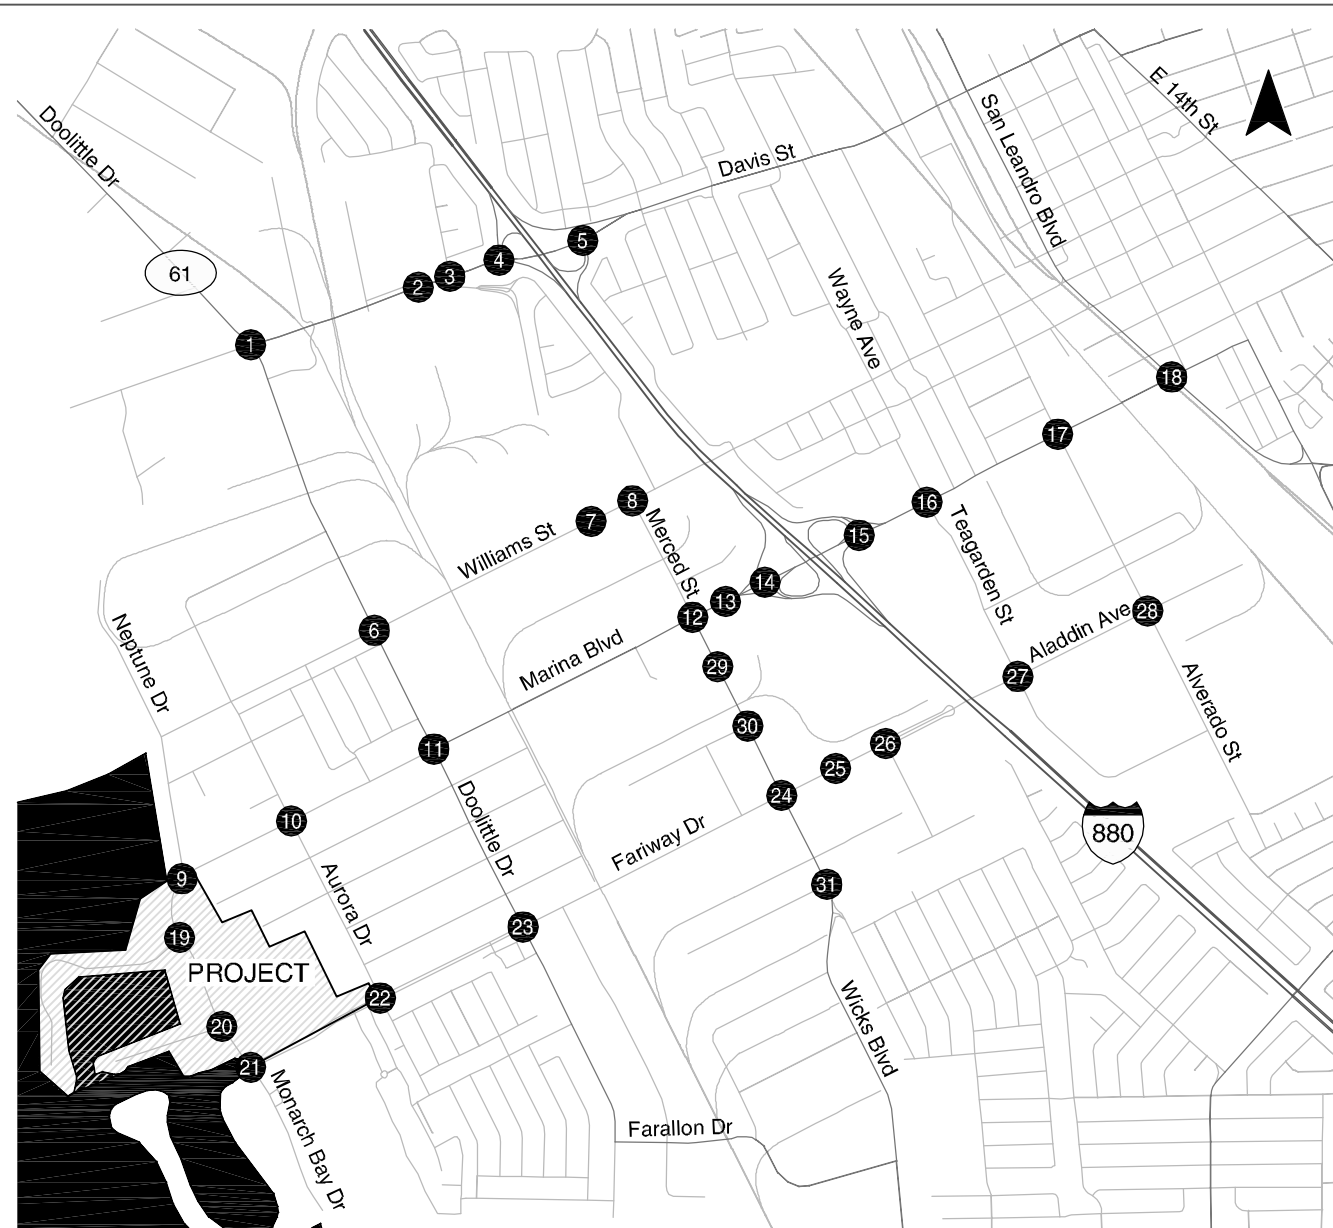 E 14th St
San Leandro Blvd
Doolittle Dr
Davis St
5
4
61
3
2
Wayne Ave
1
18
17
8
16
7
Merced St
Teagarden St
15
Williams St
14
13
28
12
Aladdin Ave
6
Neptune Dr
Marina Blvd
29
27
Alverado St
30
26
11
25
24
Doolittle Dr
10
880
Fariway Dr
9
31
Aurora Dr
23
19
PROJECT
22
20
Wicks Blvd
21
Monarch Bay Dr
Farallon Dr